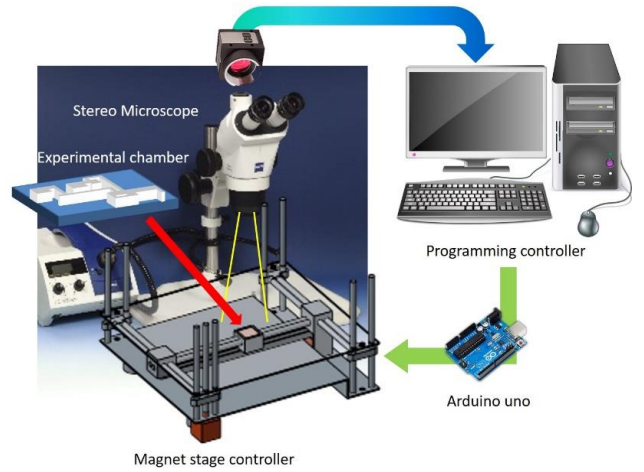 Stereo Microscope
Experimental chamber
Programming controller
Arduino uno
Magnet stage controller